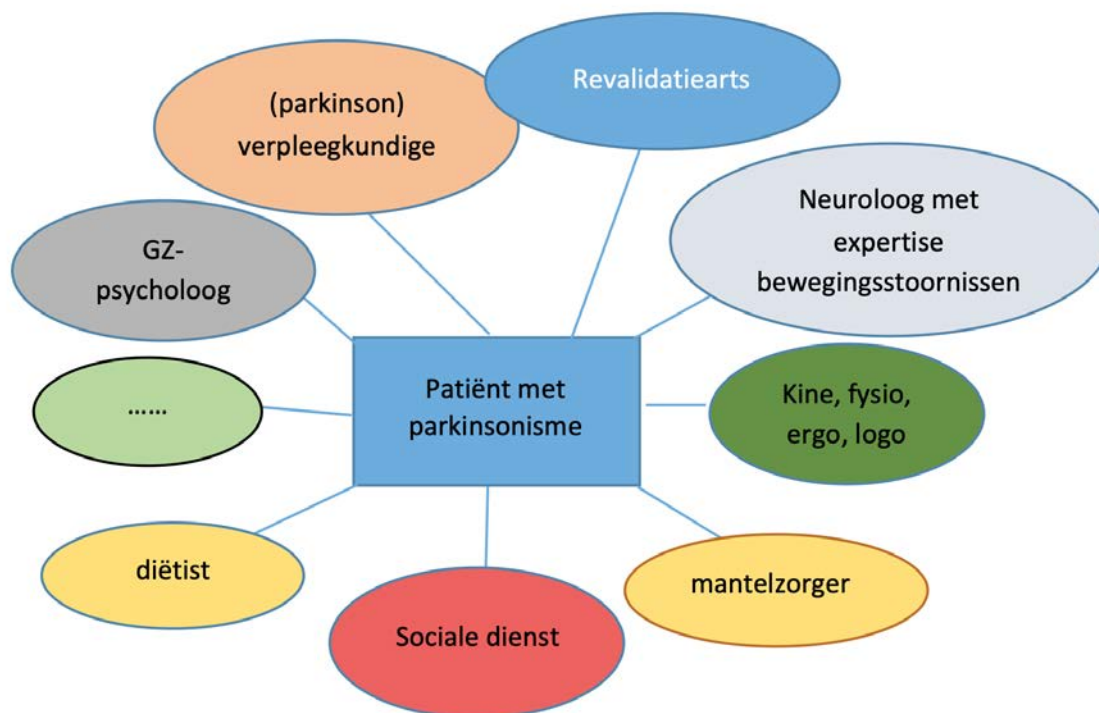 (parkinson)
verpleegkundige
Revalidatiearts
Neuroloog met
expertise
bewegingsstoornissen
GZ-
psycholoog
Patiënt met
parkinsonisme
Kine, fysio,
ergo, logo
......
diëtist
mantelzorger
Sociale dienst